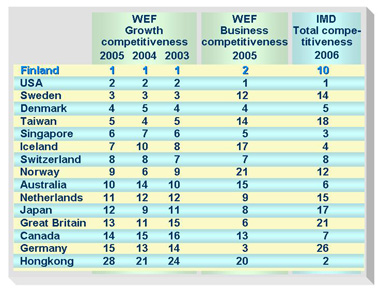 WEF WEF IMD
Growth Business Total compe-
competitiveness competitiveness titiveness
2005 2004 2003 2005 2006
Finland 1 1 1 2 10
USA 2 2 2 1 1
Sweden 3 3 3 12 14
Denmark 4 5 4 4 5
Taiwan 5 4 5 14 18
Singapore 6 7 6 5 3
Iceland 7 10 8 17 4
Switzerland 8 8 7 7 8
Norway 9 6 9 21 12
Australia 10 14 10 15 6
Netherlands 11 12 12 9 15
Japan 12 9 11 8 17
Great Britain 13 11 15 6 21
Canada 14 15 16 13 7
Germany 15 13 14 3 26
Hongkong 28 21 24 20 2